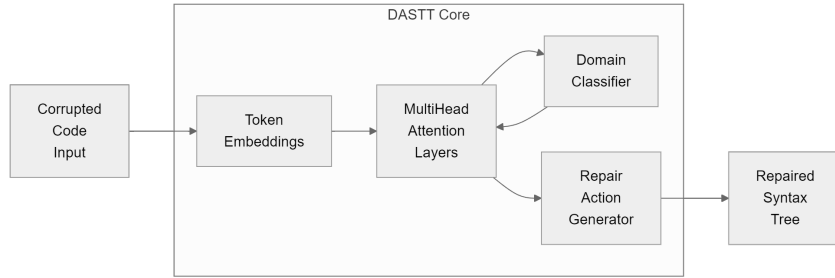 DASTT Core
Corrupted
Code
Input
Token
Embeddings
MultiHead
Attention
Layers
Domain
Classifier
Repair
Action
Generator
Repaired
Syntax
Tree